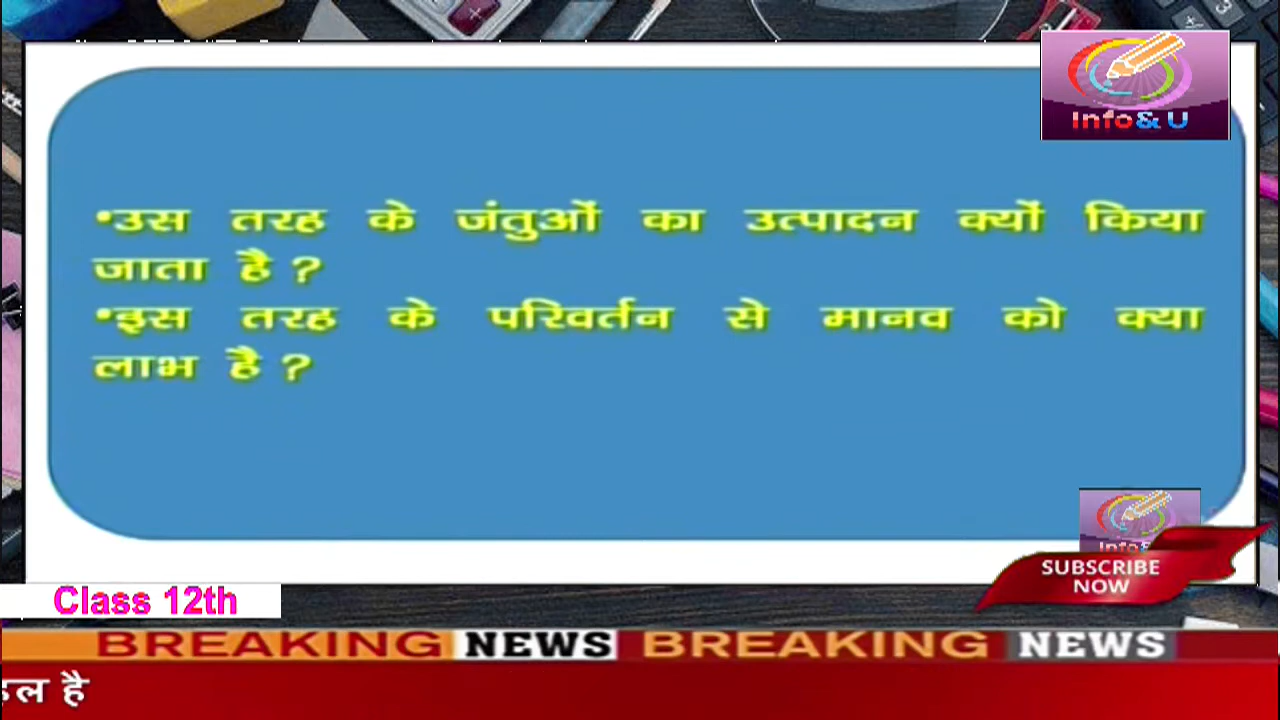 Info & U
•उस तरह के जंतुओं का उत्पादन क्यों किया
जाता है ?
•इस तरह के परिवर्तन से मानव को क्या
लाभ है ?
SUBSCRIBE
NOW
Class 12th
BREAKING NEWS BREAKING NEWS
है